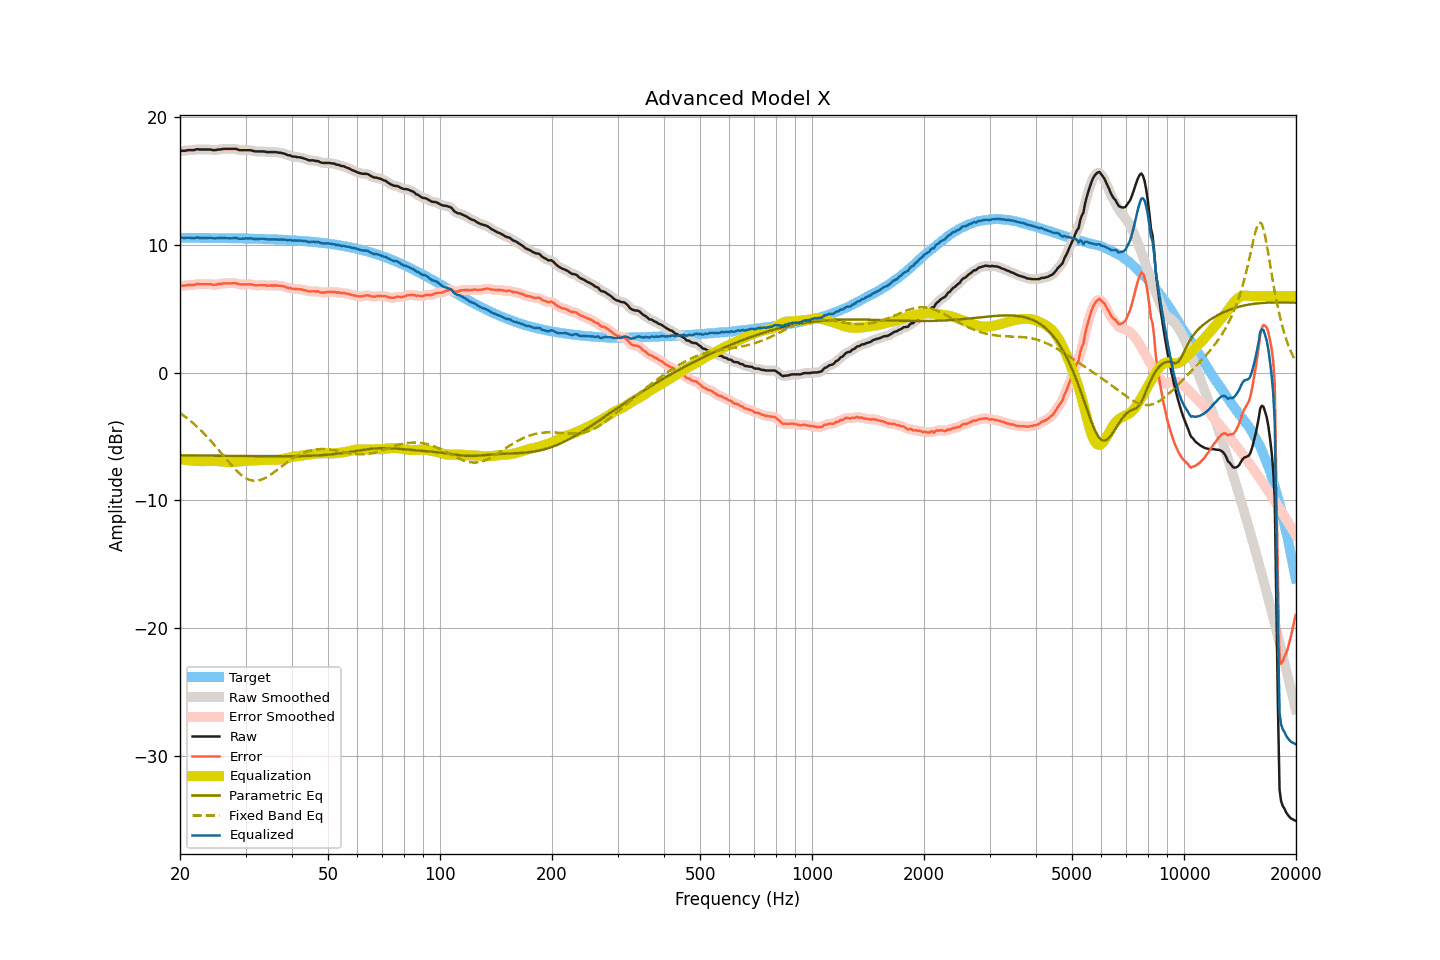 Advanced Model X
20
10
0
−10
−20
−30
Amplitude (dBr)
Target
Raw Smoothed
Error Smoothed
Raw
Error
Equalization
Parametric Eq
Fixed Band Eq
Equalized
20 50 100 200 500 1000 2000 5000 10000 20000
Frequency (Hz)